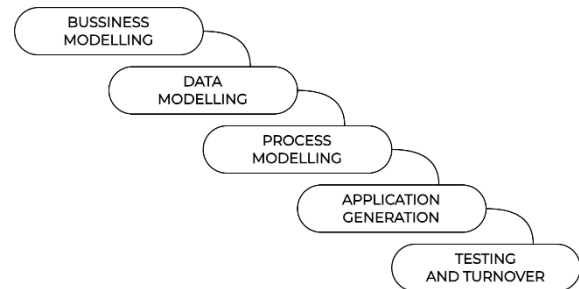 BUSSINESS
MODELLING
DATA
MODELLING
PROCESS
MODELLING
APPLICATION
GENERATION
TESTING
AND TURNOVER